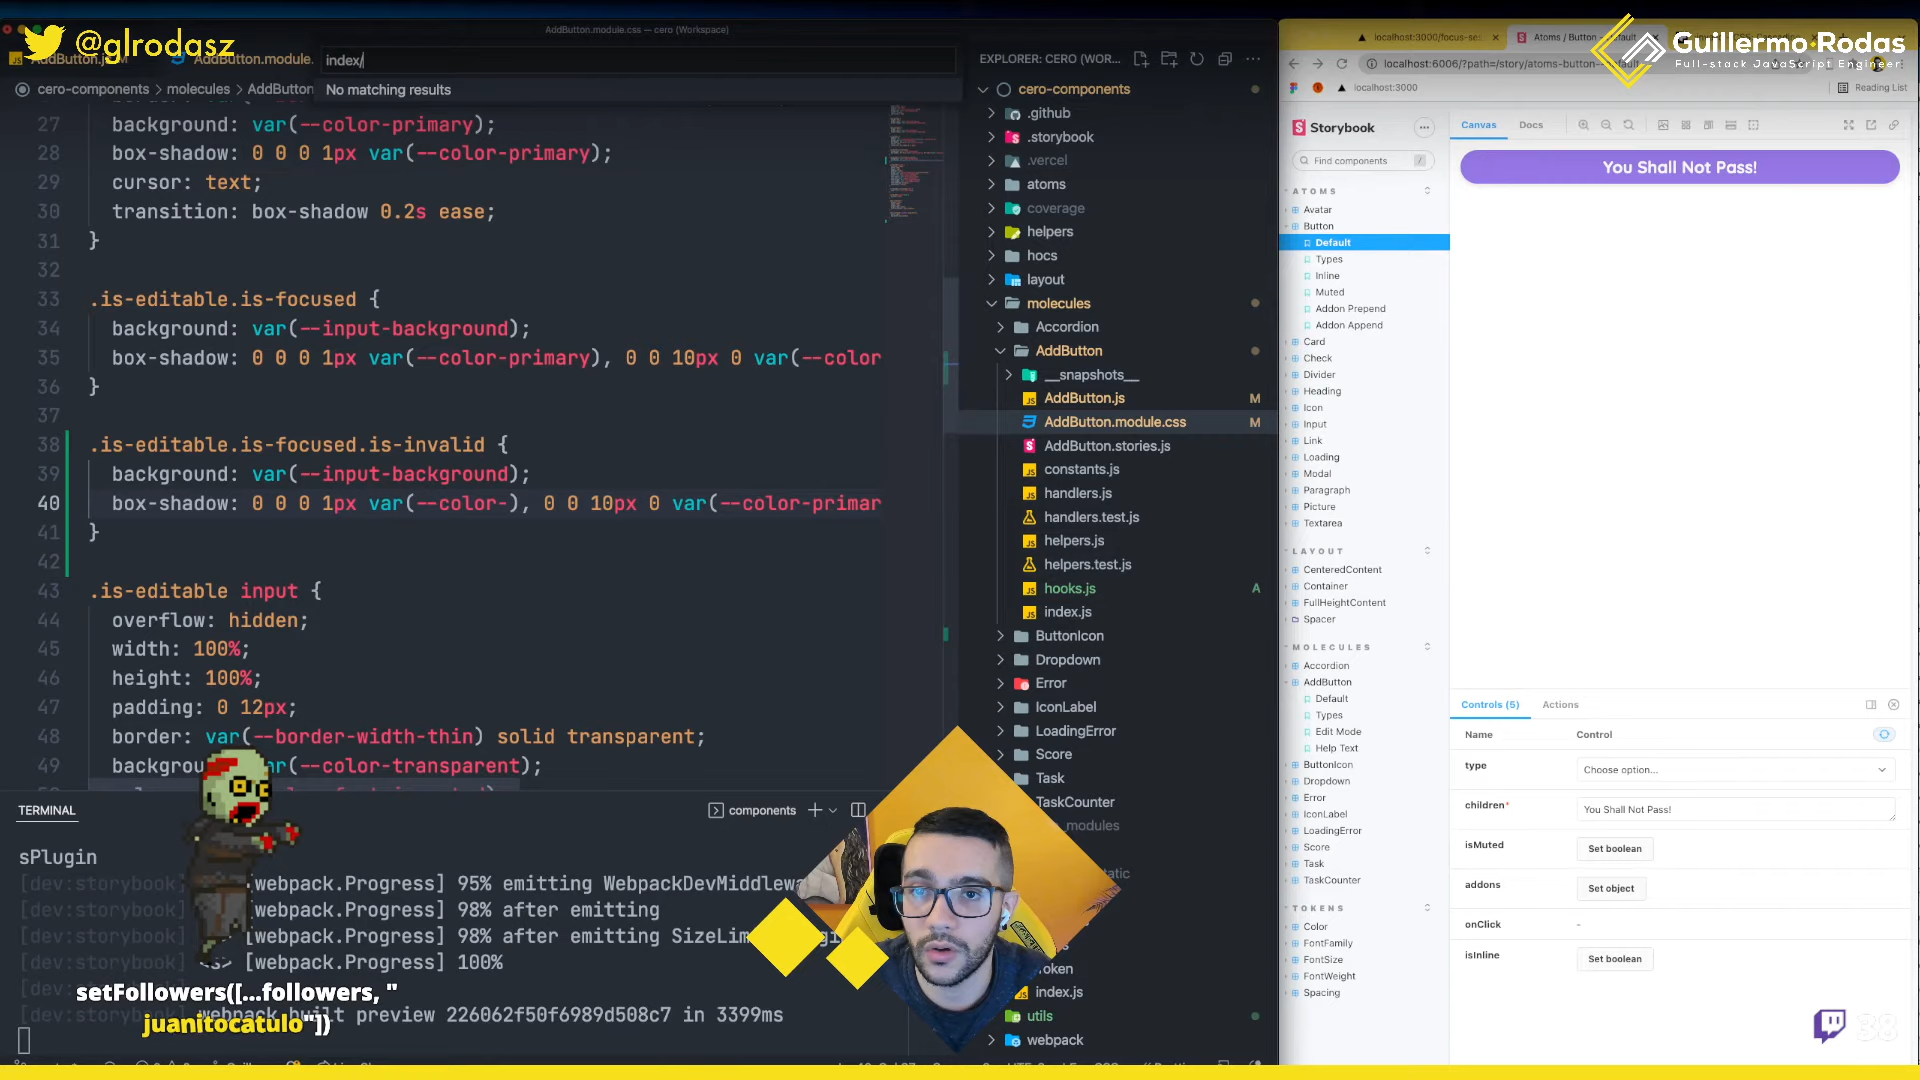 @glrodasz
AddButton.module.css — cero (Workspace)
AddButton.module.
index/
No matching results
cero-components > molecules > AddButton
27 background: var(--color-primary);
28 box-shadow: 0 0 0 1px var(--color-primary);
29 cursor: text;
30 transition: box-shadow 0.2s ease;
31 }
32
33 .is-editable.is-focused {
34 background: var(--input-background);
35 box-shadow: 0 0 0 1px var(--color-primary), 0 0 10px 0 var(--color
36 }
37
38 .is-editable.is-focused.is-invalid {
39 background: var(--input-background);
40 box-shadow: 0 0 0 1px var(--color-), 0 0 10px 0 var(--color-primar
41 }
42
43 .is-editable input {
44 overflow: hidden;
45 width: 100%;
46 height: 100%;
47 padding: 0 12px;
48 border: var(--border-width-thin) solid transparent;
49 backgrou ar(--color-transparent);
TERMINAL
components
sPlugin
[dev:storybook] [webpack.Progress] 95% emitting WebpackDevMiddlewa
[dev:storybook] [webpack.Progress] 98% after emitting
[dev:storybook] [webpack.Progress] 98% after emitting SizeLim
[dev:storybook] <s> [webpack.Progress] 100%
setFollowers([...followers, "
juanitocatulo"])
[dev:storybook] webpack built preview 226062f50f6989d508c7 in 3399ms
EXPLORER: CERO (WOR...
cero-components
.github
.storybook
.vercel
atoms
coverage
helpers
hocs
layout
molecules
Accordion
AddButton
__snapshots__
AddButton.js M
AddButton.module.css M
AddButton.stories.js
constants.js
handlers.js
handlers.test.js
helpers.js
helpers.test.js
hooks.js A
index.js
ButtonIcon
Dropdown
Error
IconLabel
LoadingError
Score
Task
TaskCounter
_modules
tatic
oken
index.js
utils
webpack
localhost:3000/focus-se
Atoms / Button
Guillermo Rodas
Full-stack JavaScript Engineer
localhost:6006/?path=/story/atoms-button--default
localhost:3000
Reading List
Storybook
Find components /
Canvas
Docs
You Shall Not Pass!
ATOMS
Avatar
Button
Default
Types
Inline
Muted
Addon Prepend
Addon Append
Card
Check
Divider
Heading
Icon
Input
Link
Loading
Modal
Paragraph
Picture
Textarea
LAYOUT
CenteredContent
Container
FullHeightContent
Spacer
MOLECULES
Accordion
AddButton
Default
Types
Edit Mode
Help Text
ButtonIcon
Dropdown
Error
IconLabel
LoadingError
Score
Task
TaskCounter
TOKENS
Color
FontFamily
FontSize
FontWeight
Spacing
Controls (5)
Actions
Name Control
type Choose option...
children* You Shall Not Pass!
isMuted Set boolean
addons Set object
onClick -
isInline Set boolean
38